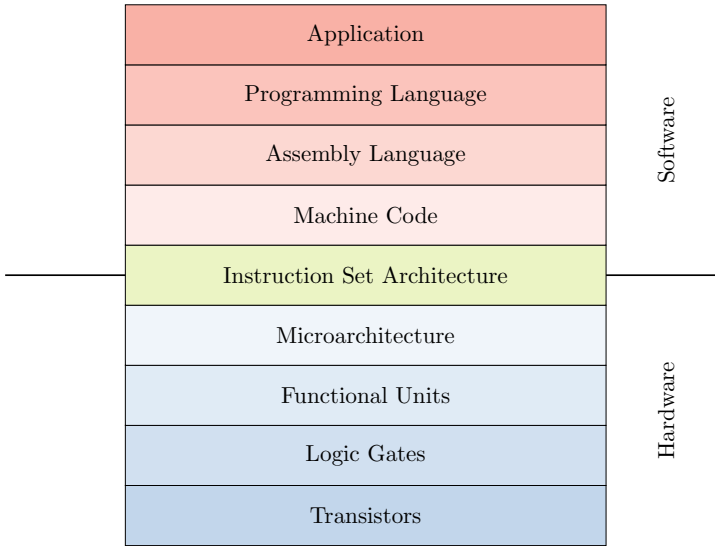 Application
Programming Language
Assembly Language
Machine Code
Instruction Set Architecture
Microarchitecture
Functional Units
Logic Gates
Transistors
Software
Hardware